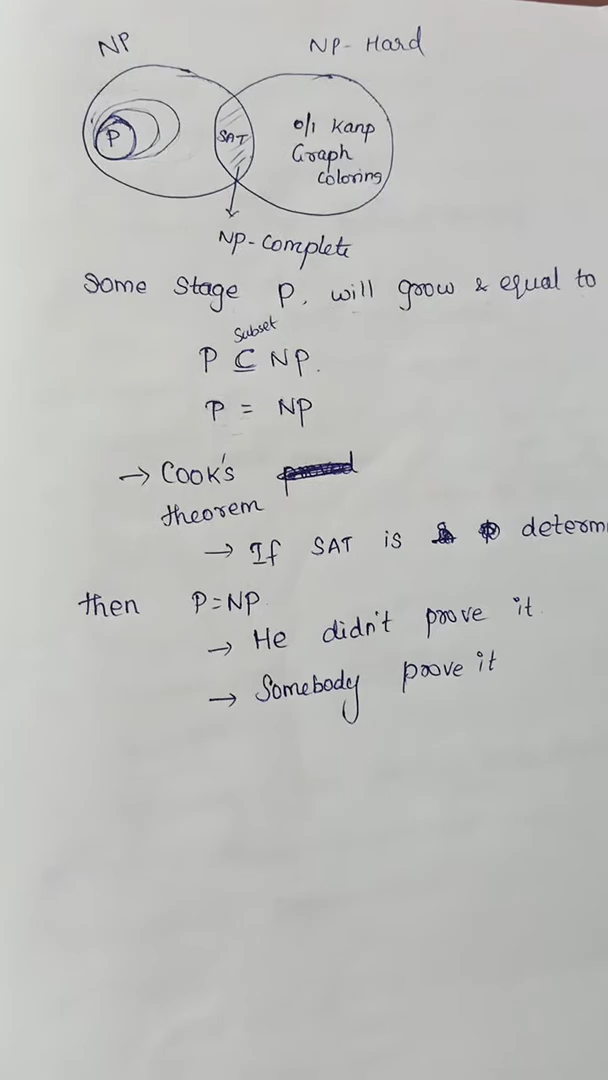 NP NP-Hard
P SAT 0/1 Kanp
Graph
coloring
NP-complete
Some Stage P. will grow & equal to
Subset
P ⊆ NP.
P = NP
→ Cook's
theorem
→ If SAT is determ
then P=NP
→ He didn't prove it
→ Somebody prove it